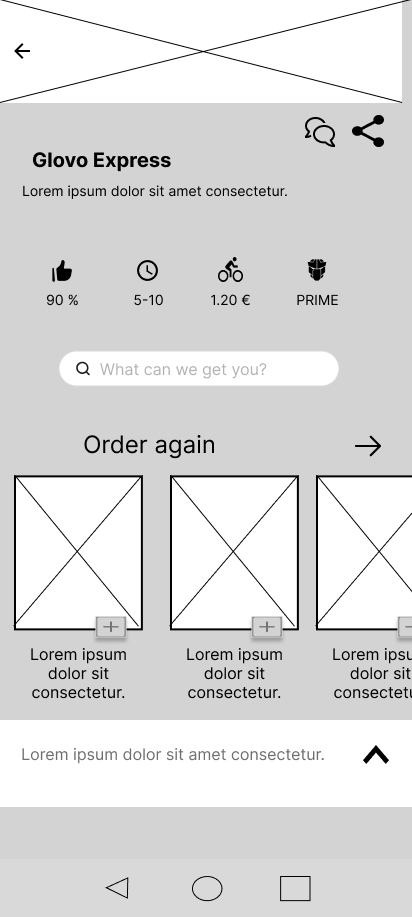 Glovo Express
Lorem ipsum dolor sit amet consectetur.
90 % 5-10 1.20 € PRIME
What can we get you?
Order again
Lorem ipsum dolor sit consectetur.
Lorem ipsum dolor sit consectetur.
Lorem ipsu dolor sit consectetu
Lorem ipsum dolor sit amet consectetur.